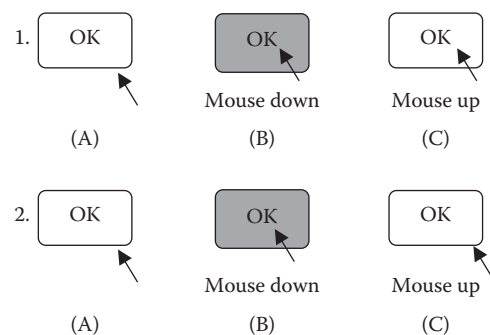 1. OK OK OK
Mouse down Mouse up
(A) (B) (C)
2. OK OK OK
Mouse down Mouse up
(A) (B) (C)